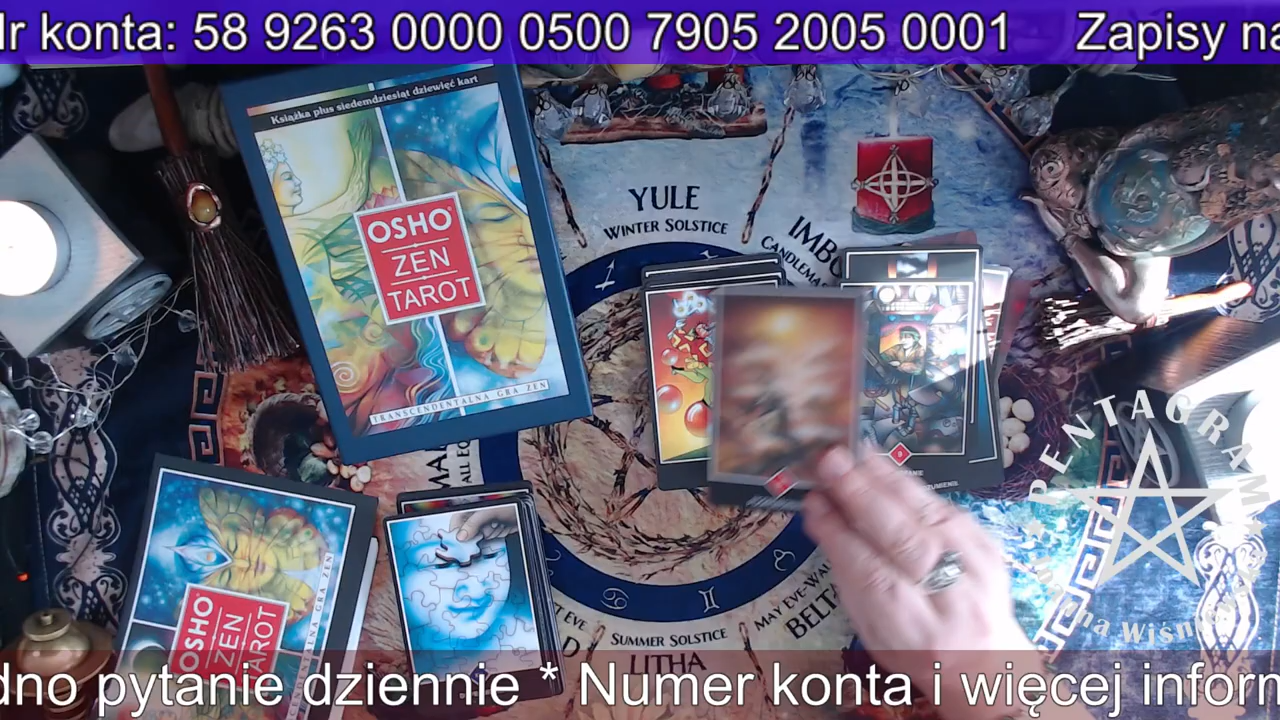 Nr konta: 58 9263 0000 0500 7905 2005 0001 Zapisy na
Książka plus siedemdziesiąt dziewięć kart
OSHO
ZEN
TAROT
TRANSCENDENTALNA GRA ZEN
YULE
WINTER SOLSTICE
9
OSHO
ZEN
TAROT
SUMMER SOLSTICE
LITHA
PENTAGRAM
dno pytanie dziennie * Numer konta i więcej inform